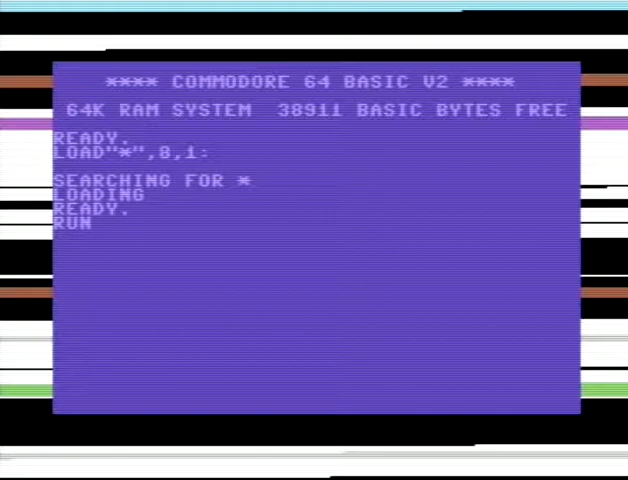 **** COMMODORE 64 BASIC V2 ****
64K RAM SYSTEM 38911 BASIC BYTES FREE
READY.
LOAD"*",8,1:
SEARCHING FOR *
LOADING
READY.
RUN